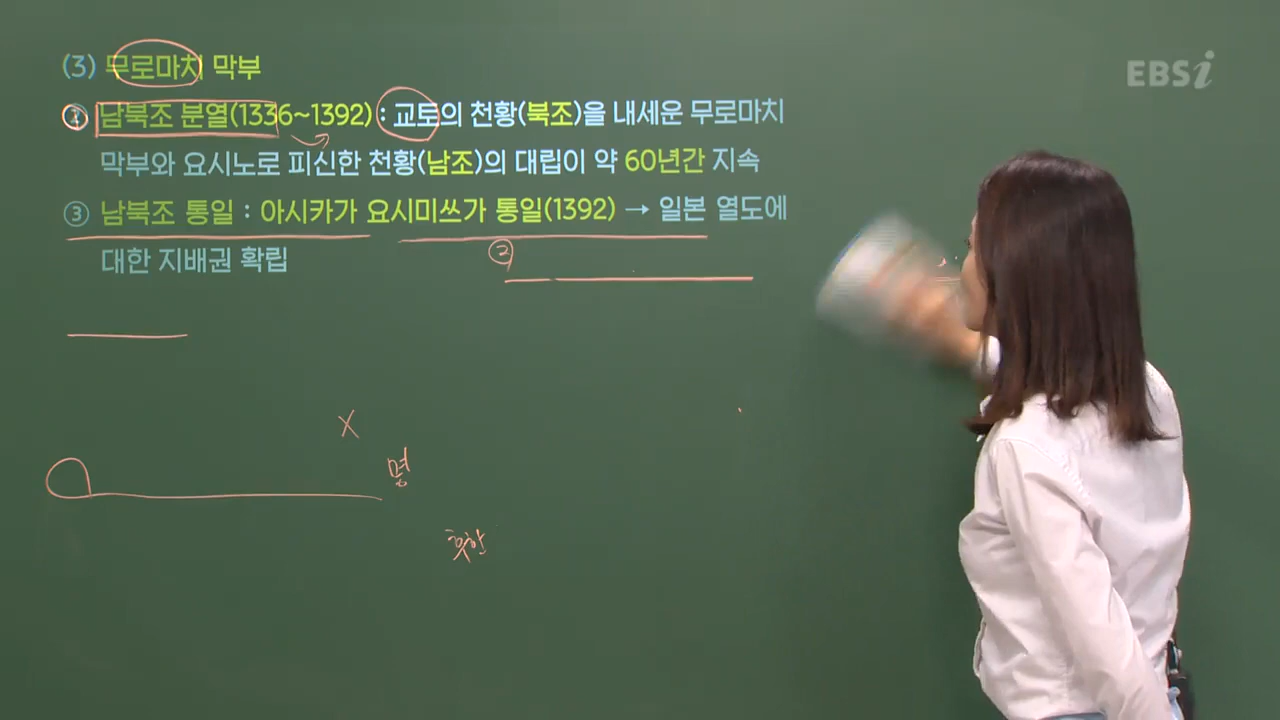 (3) 무로마치 막부
EBSi
① 남북조 분열(1336~1392) : 교토의 천황(북조)을 내세운 무로마치
막부와 요시노로 피신한 천황(남조)의 대립이 약 60년간 지속
③ 남북조 통일 : 아시카가 요시미쓰가 통일(1392) → 일본 열도에
②
대한 지배권 확립
X
명